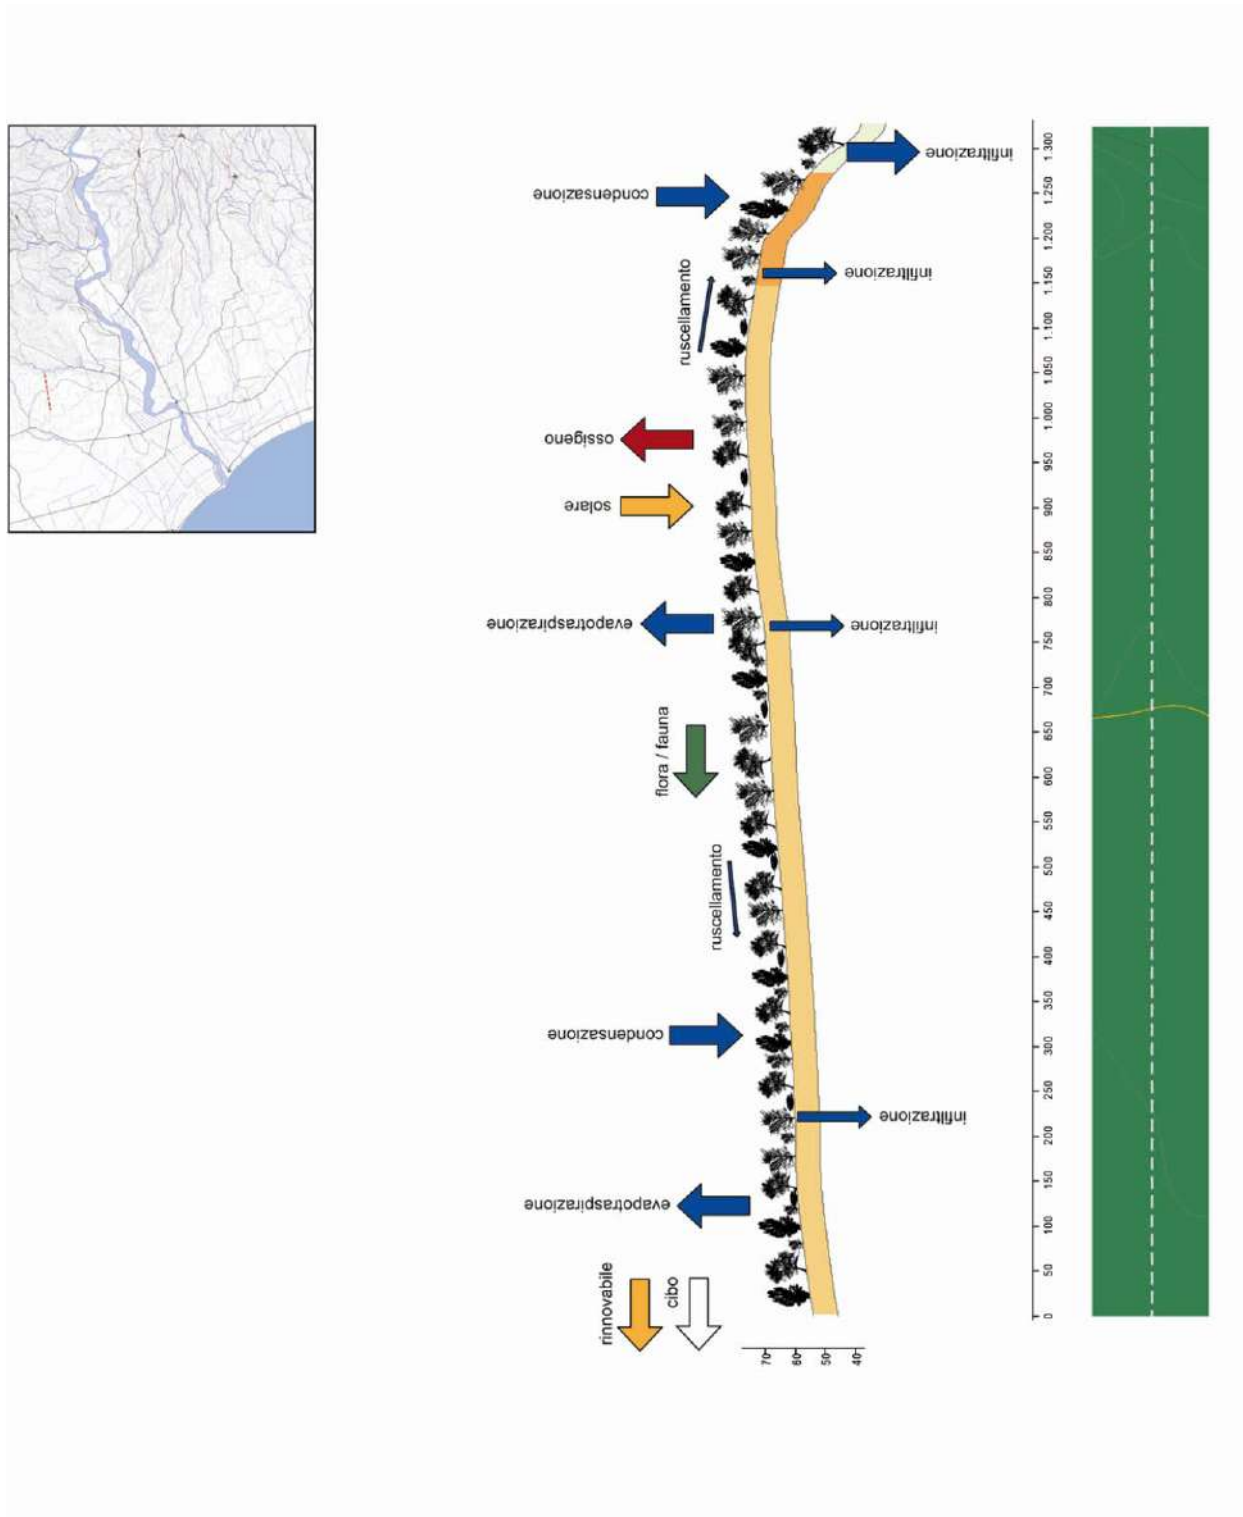 condensazione
infiltrazione
infiltrazione
ruscellamento
ossigeno
solare
evapotraspirazione
infiltrazione
flora / fauna
ruscellamento
condensazione
infiltrazione
evapotraspirazione
rinnovabile
cibo
70
60
50
40
0
50
100
150
200
250
300
350
400
450
500
550
600
650
700
750
800
850
900
950
1.000
1.050
1.100
1.150
1.200
1.250
1.300